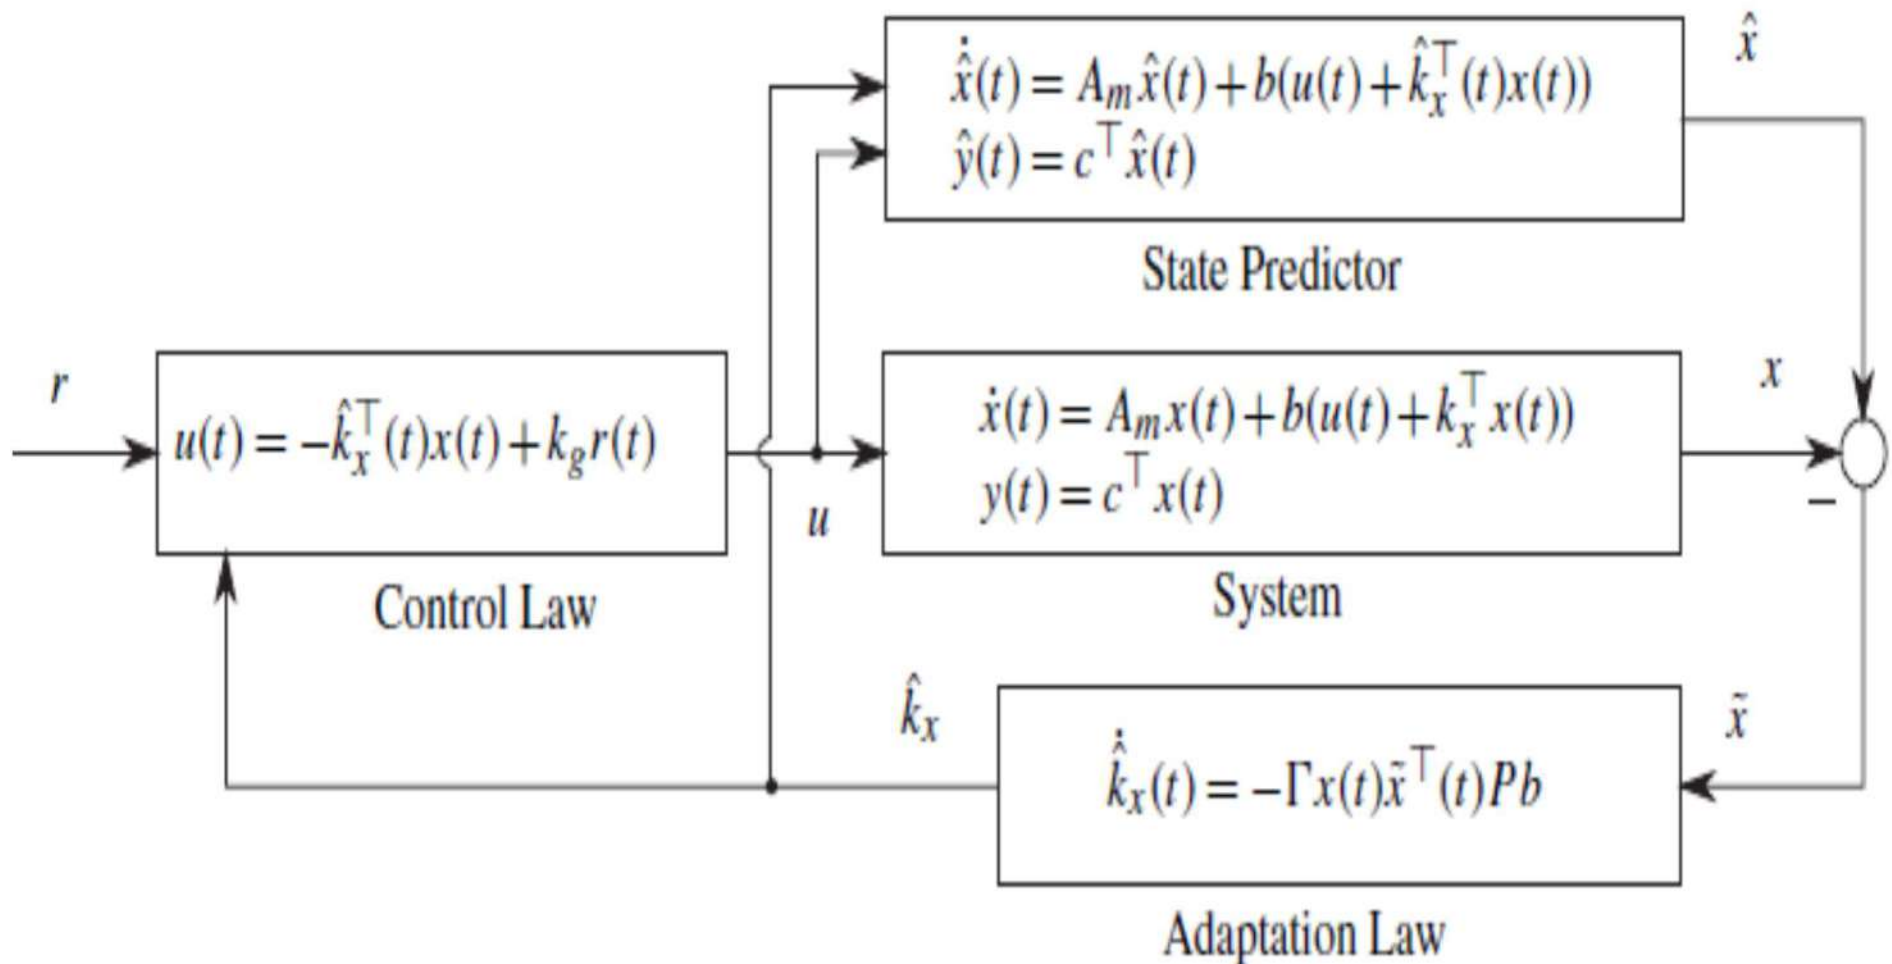 x̂
ẋ̂(t) = A_m x̂(t) + b(u(t) + k̂_x^⊤(t)x(t))
ŷ(t) = c^⊤ x̂(t)
State Predictor
r
u(t) = −k̂_x^⊤(t)x(t) + k_g r(t)
Control Law
u
ẋ(t) = A_m x(t) + b(u(t) + k_x^⊤ x(t))
y(t) = c^⊤ x(t)
System
x
−
k̂_x
k̂̇_x(t) = −Γx(t)x̃^⊤(t)Pb
x̃
Adaptation Law